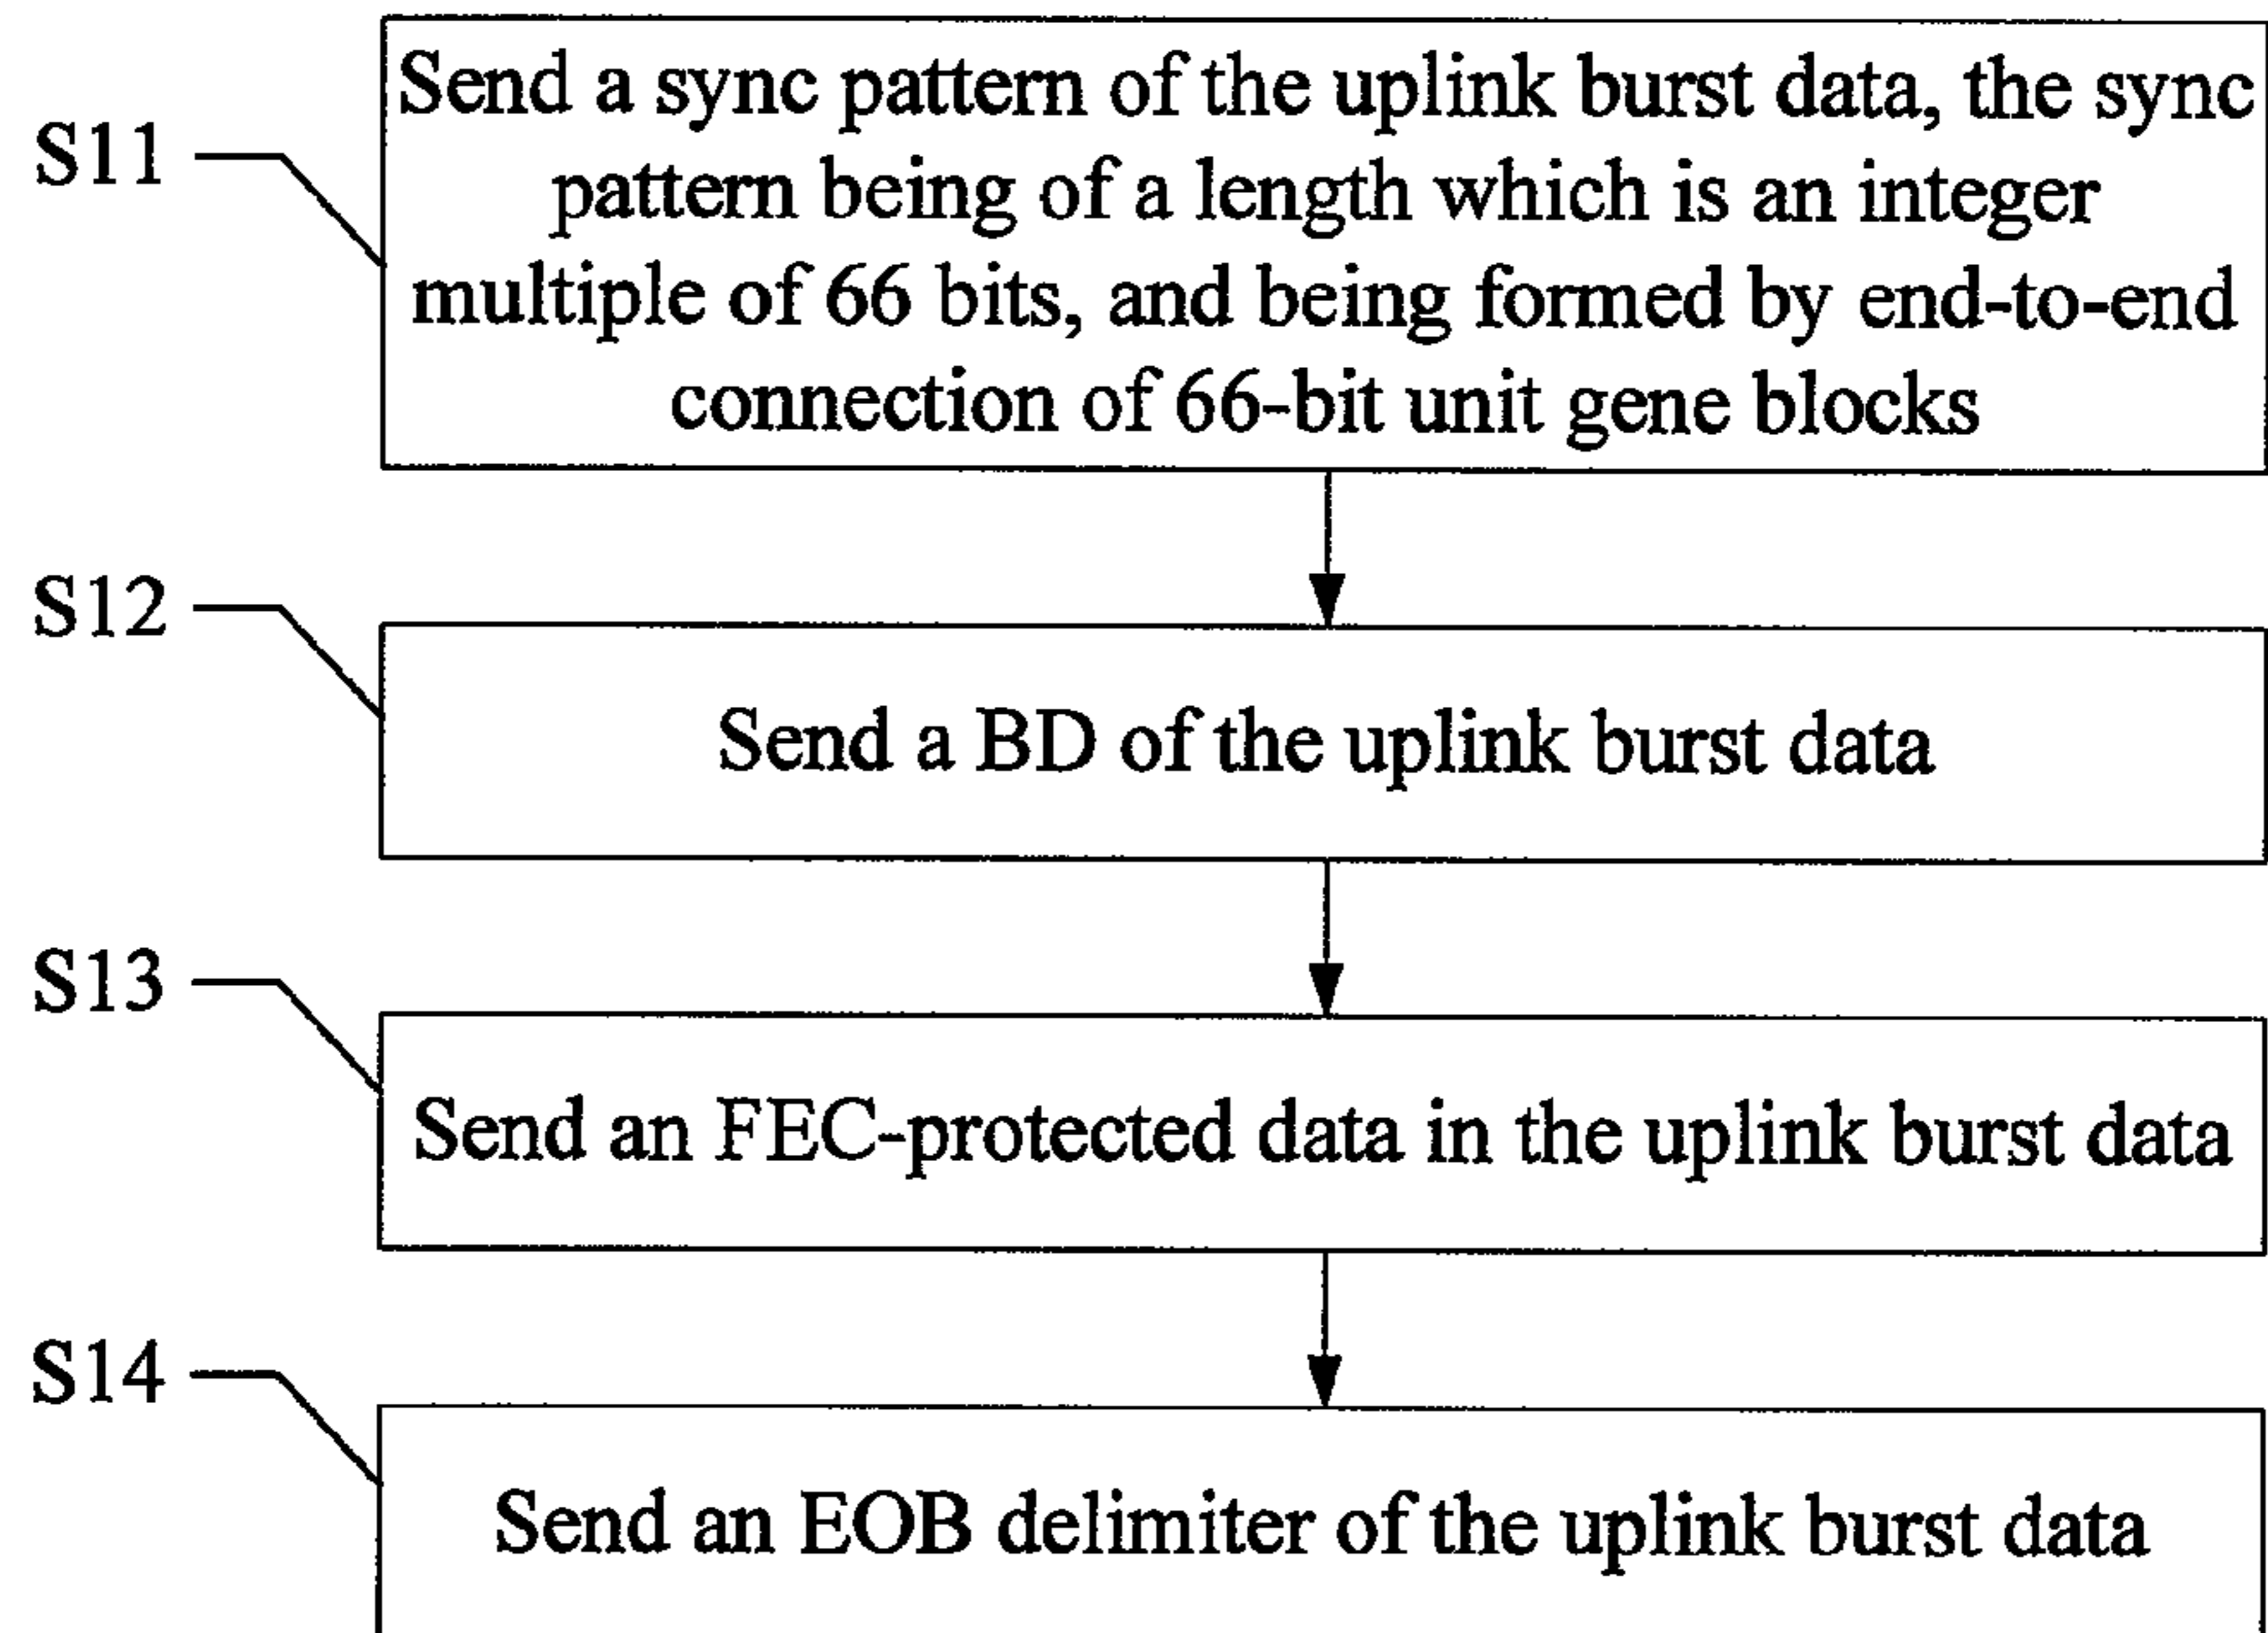 S11
Send a sync pattern of the uplink burst data, the sync
pattern being of a length which is an integer
multiple of 66 bits, and being formed by end-to-end
connection of 66-bit unit gene blocks
S12
Send a BD of the uplink burst data
S13
Send an FEC-protected data in the uplink burst data
S14
Send an EOB delimiter of the uplink burst data